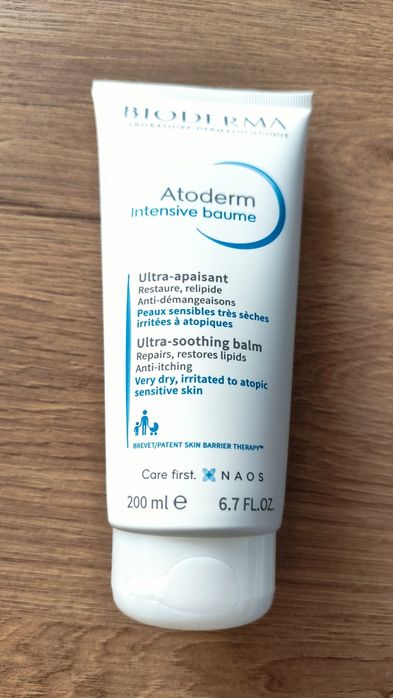 BIODERMA
LABORATOIRE DERMATOLOGIQUE
Atoderm
Intensive baume
Ultra-apaisant
Restaure, relipide
Anti-démangeaisons
Peaux sensibles très sèches
irritées à atopiques
Ultra-soothing balm
Repairs, restores lipids
Anti-itching
Very dry, irritated to atopic
sensitive skin
BREVET/PATENT SKIN BARRIER THERAPY™
Care first. NAOS
200 ml ℮ 6.7 FL.OZ.